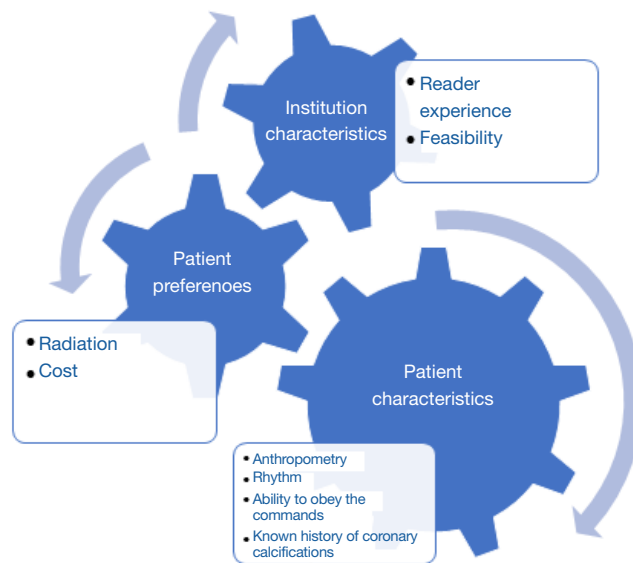 Institution
characteristics
• Reader
experience
• Feasibility
Patient
preferenoes
• Radiation
• Cost
Patient
characteristics
• Anthropometry
• Rhythm
• Ability to obey the
commands
• Known history of coronary
calcifications